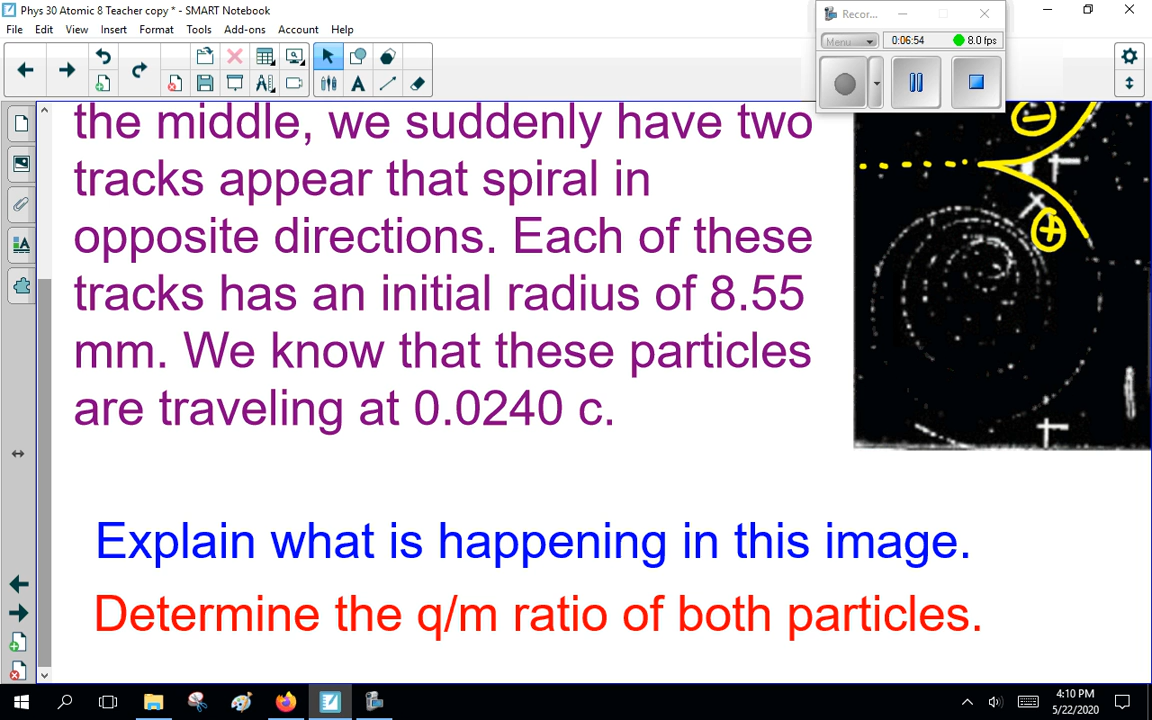 Phys 30 Atomic 8 Teacher copy * - SMART Notebook
Recor...
File Edit View Insert Format Tools Add-ons Account Help
Menu 0:06:54 8.0 fps
the middle, we suddenly have two
tracks appear that spiral in
opposite directions. Each of these
tracks has an initial radius of 8.55
mm. We know that these particles
are traveling at 0.0240 c.
Explain what is happening in this image.
Determine the q/m ratio of both particles.
4:10 PM
5/22/2020